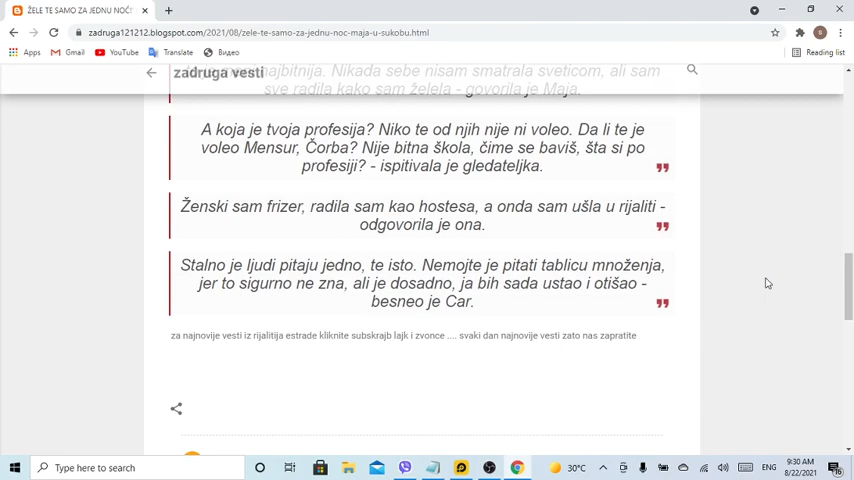 ŽELE TE SAMO ZA JEDNU NOĆ
zadruga121212.blogspot.com/2021/08/zele-te-samo-za-jednu-noc-maja-u-sukobu.html
Apps Gmail YouTube Translate Видео Reading list
najbitnija. Nikada sebe nisam smatrala sveticom, ali sam
zadruga vesti
sve radila kako sam želela - govorila je Maja.
A koja je tvoja profesija? Niko te od njih nije ni voleo. Da li te je
voleo Mensur, Čorba? Nije bitna škola, čime se baviš, šta si po
profesiji? - ispitivala je gledateljka.
Ženski sam frizer, radila sam kao hostesa, a onda sam ušla u rijaliti -
odgovorila je ona.
Stalno je ljudi pitaju jedno, te isto. Nemojte je pitati tablicu množenja,
jer to sigurno ne zna, ali je dosadno, ja bih sada ustao i otišao -
besneo je Car.
za najnovije vesti iz rijalitija estrade kliknite subskrajb lajk i zvonce .... svaki dan najnovije vesti zato nas zapratite
Type here to search
30°C
ENG
9:30 AM
8/22/2021
16